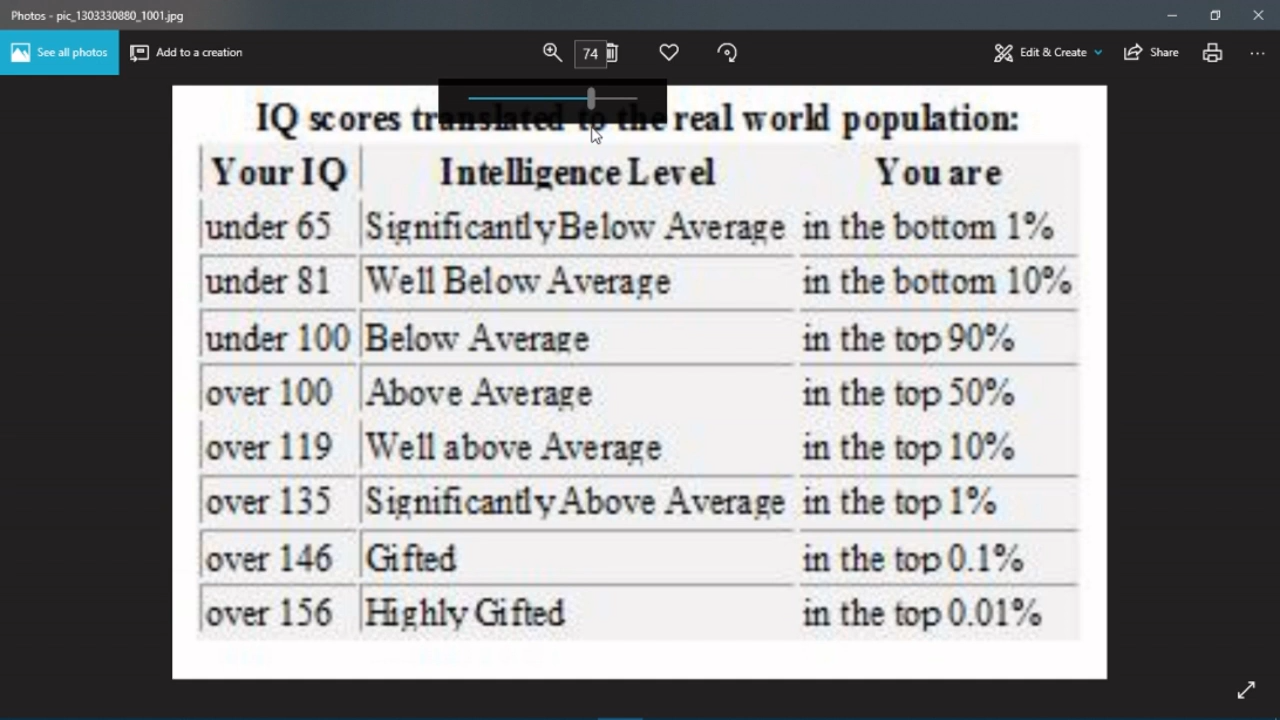 Photos - pic_1303330880_1001.jpg
See all photos Add to a creation 74 Edit & Create Share
IQ scores translated to the real world population:
Your IQ Intelligence Level You are
under 65 Significantly Below Average in the bottom 1%
under 81 Well Below Average in the bottom 10%
under 100 Below Average in the top 90%
over 100 Above Average in the top 50%
over 119 Well above Average in the top 10%
over 135 Significantly Above Average in the top 1%
over 146 Gifted in the top 0.1%
over 156 Highly Gifted in the top 0.01%